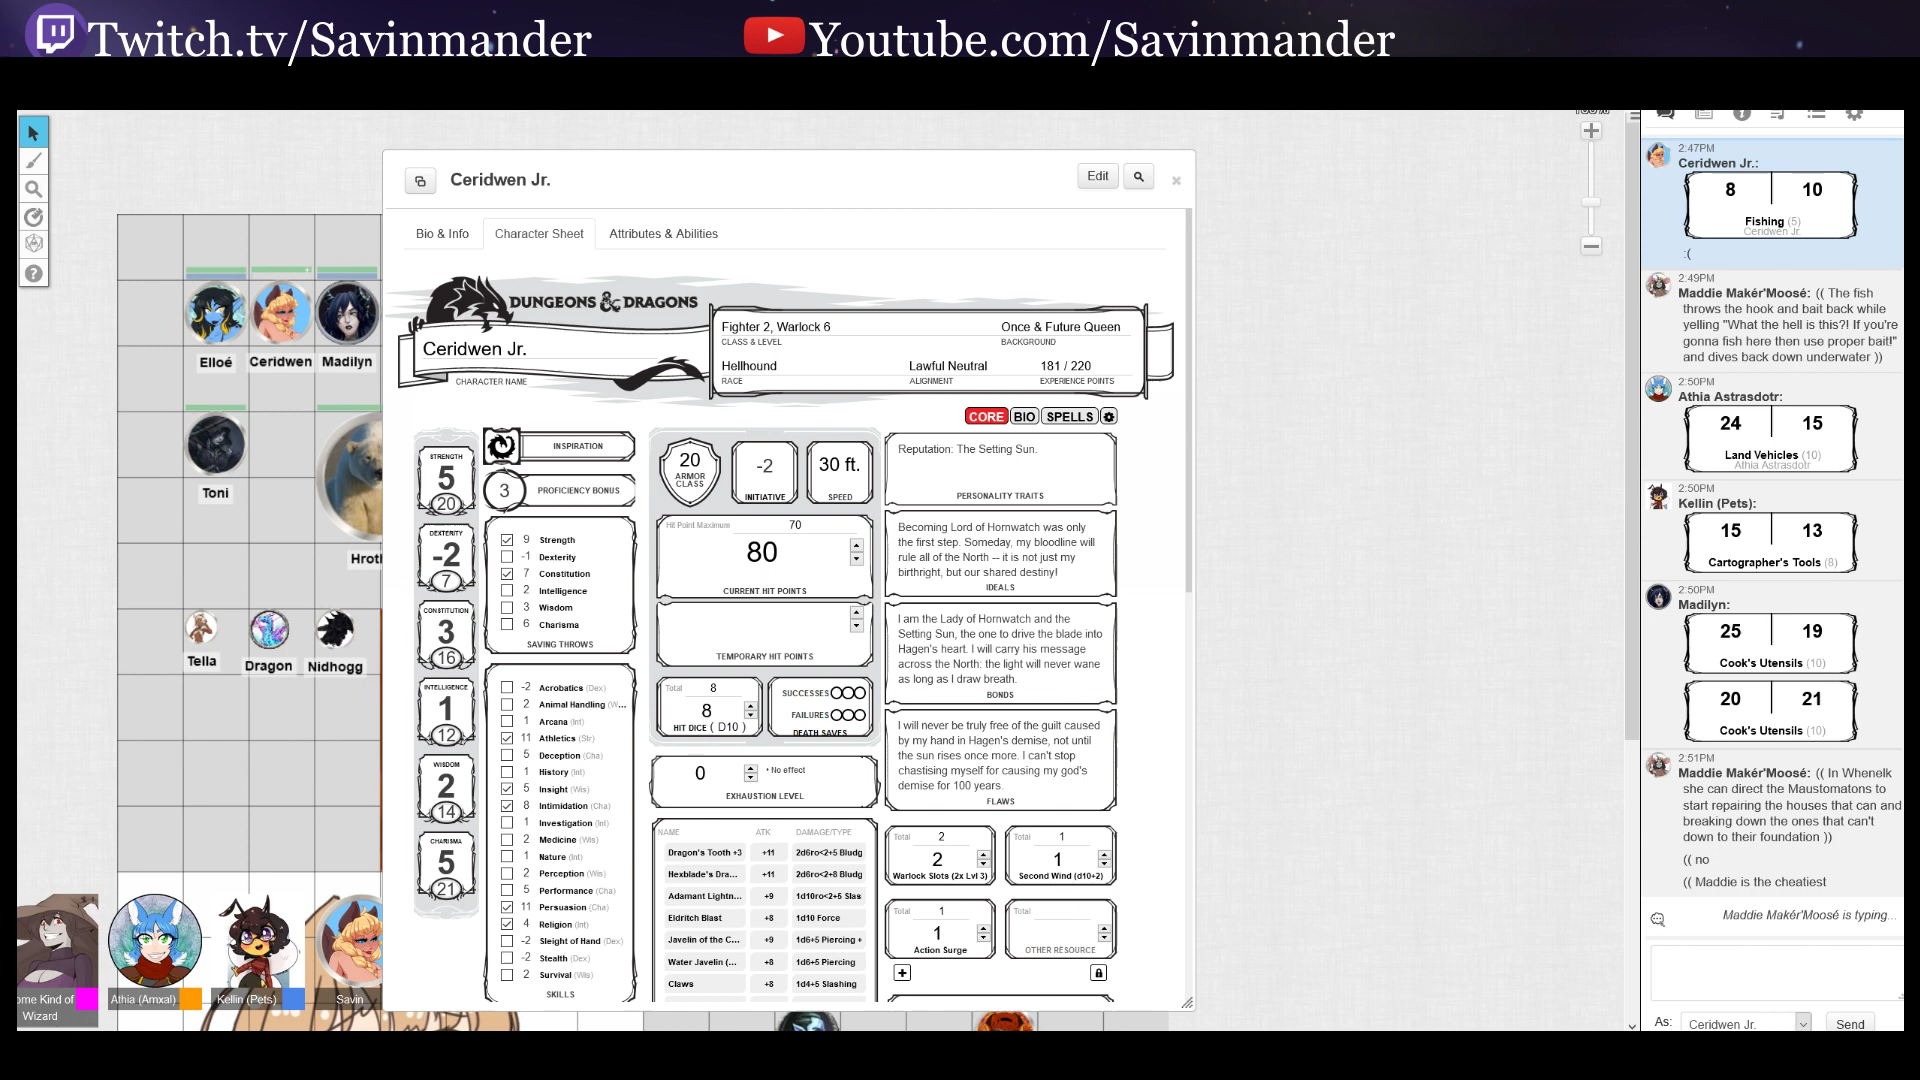 Twitch.tv/Savinmander
Youtube.com/Savinmander
Ceridwen Jr.
Edit
Bio & Info
Character Sheet
Attributes & Abilities
DUNGEONS & DRAGONS
Ceridwen Jr.
CHARACTER NAME
Fighter 2, Warlock 6
Once & Future Queen
CLASS & LEVEL
BACKGROUND
Hellhound
Lawful Neutral
181 / 220
RACE
ALIGNMENT
EXPERIENCE POINTS
CORE
BIO
SPELLS
STRENGTH
5
20
DEXTERITY
-2
7
CONSTITUTION
3
16
INTELLIGENCE
1
12
WISDOM
2
14
CHARISMA
5
21
INSPIRATION
3
PROFICIENCY BONUS
9 Strength
-1 Dexterity
7 Constitution
2 Intelligence
3 Wisdom
6 Charisma
SAVING THROWS
-2 Acrobatics (Dex)
2 Animal Handling (W...
1 Arcana (Int)
11 Athletics (Str)
5 Deception (Cha)
1 History (Int)
5 Insight (Wis)
8 Intimidation (Cha)
1 Investigation (Int)
2 Medicine (Wis)
1 Nature (Int)
2 Perception (Wis)
5 Performance (Cha)
11 Persuasion (Cha)
4 Religion (Int)
-2 Sleight of Hand (Dex)
-2 Stealth (Dex)
2 Survival (Wis)
SKILLS
20
ARMOR
CLASS
-2
INITIATIVE
30 ft.
SPEED
Hit Point Maximum 70
80
CURRENT HIT POINTS
TEMPORARY HIT POINTS
Total 8
8
HIT DICE ( D10 )
SUCCESSES
FAILURES
DEATH SAVES
0
• No effect
EXHAUSTION LEVEL
NAME ATK DAMAGE/TYPE
Dragon's Tooth +3 +11 2d6ro<2+5 Bludg
Hexblade's Dra... +11 2d6ro<2+8 Bludg
Adamant Lightn... +9 1d10ro<2+5 Slas
Eldritch Blast +8 1d10 Force
Javelin of the C... +9 1d6+5 Piercing +
Water Javelin (... +8 1d6+5 Piercing
Claws +8 1d4+5 Slashing
Reputation: The Setting Sun.
PERSONALITY TRAITS
Becoming Lord of Hornwatch was only
the first step. Someday, my bloodline will
rule all of the North -- it is not just my
birthright, but our shared destiny!
IDEALS
I am the Lady of Hornwatch and the
Setting Sun, the one to drive the blade into
Hagen's heart. I will carry his message
across the North: the light will never wane
as long as I draw breath.
BONDS
I will never be truly free of the guilt caused
by my hand in Hagen's demise, not until
the sun rises once more. I can't stop
chastising myself for causing my god's
demise for 100 years.
FLAWS
Total 2
2
Warlock Slots (2x Lvl 3)
Total 1
1
Second Wind (d10+2)
Total 1
1
Action Surge
Total
OTHER RESOURCE
Elloé
Ceridwen
Madilyn
Toni
Hrotl
Tella
Dragon
Nidhogg
ome Kind of
Wizard
Athia (Amxal)
Kellin (Pets)
Savin
2:47PM
Ceridwen Jr.:
8 10
Fishing (5)
Ceridwen Jr.
:(
2:49PM
Maddie Makér'Moosé: (( The fish
throws the hook and bait back while
yelling "What the hell is this?! If you're
gonna fish here then use proper bait!"
and dives back down underwater ))
2:50PM
Athia Astrasdotr:
24 15
Land Vehicles (10)
Athia Astrasdotr
2:50PM
Kellin (Pets):
15 13
Cartographer's Tools (8)
2:50PM
Madilyn:
25 19
Cook's Utensils (10)
20 21
Cook's Utensils (10)
2:51PM
Maddie Makér'Moosé: (( In Whenelk
she can direct the Maustomatons to
start repairing the houses that can and
breaking down the ones that can't
down to their foundation ))
(( no
(( Maddie is the cheatiest
Maddie Makér'Moosé is typing...
As:
Ceridwen Jr.
Send